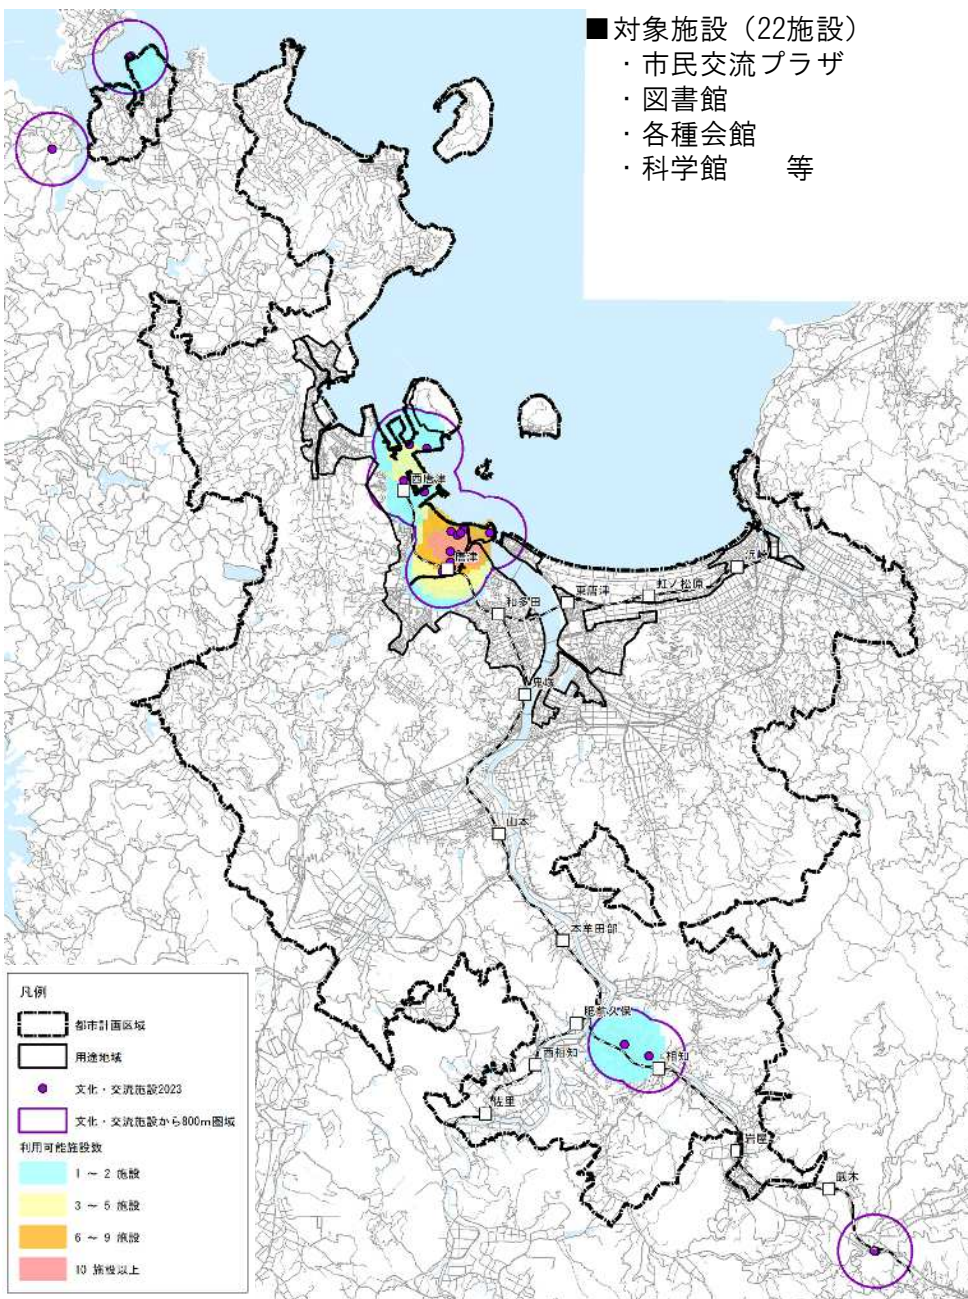 ■対象施設（22施設）
・市民交流プラザ
・図書館
・各種会館
・科学館　　等
西唐津
唐津
浜崎
虹ノ松原
東唐津
和多田
鬼塚
山本
本牟田部
肥前久保
西相知
相知
佐里
岩屋
厳木
凡例
都市計画区域
用途地域
文化・交流施設2023
文化・交流施設から800m圏域
利用可能施設数
1 ～ 2 施設
3 ～ 5 施設
6 ～ 9 施設
10 施設以上